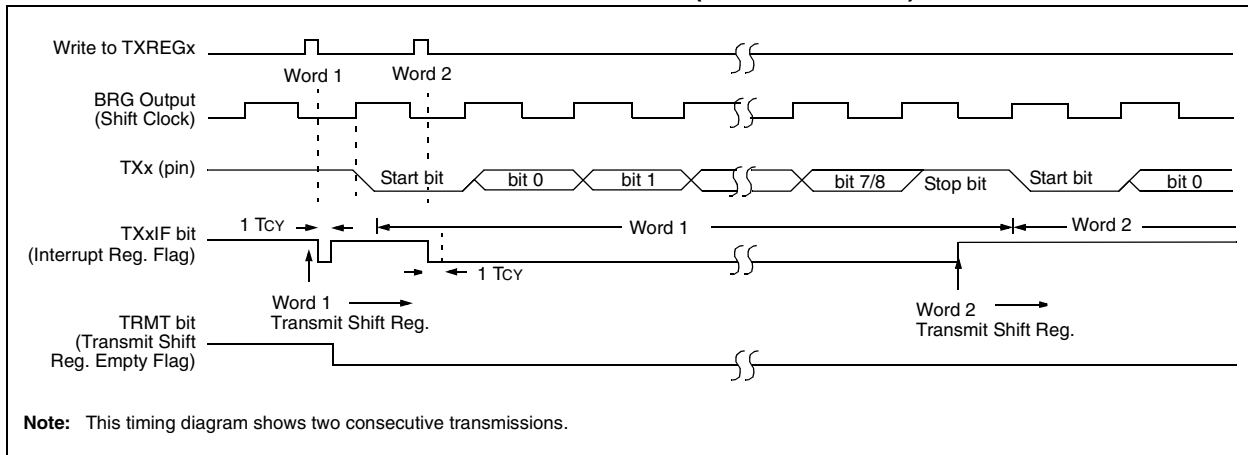 Write to TXREGx
Word 1
Word 2
BRG Output
(Shift Clock)
TXx (pin)
Start bit
bit 0
bit 1
bit 7/8
Stop bit
Start bit
bit 0
1 TCY
Word 1
Word 2
TXxIF bit
(Interrupt Reg. Flag)
1 TCY
Word 1
Transmit Shift Reg.
Word 2
Transmit Shift Reg.
TRMT bit
(Transmit Shift
Reg. Empty Flag)
Note: This timing diagram shows two consecutive transmissions.